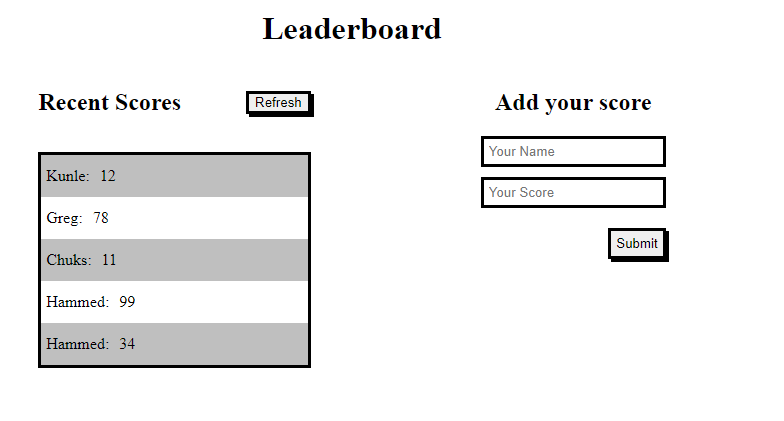 Leaderboard
Recent Scores
Refresh
Kunle: 12
Greg: 78
Chuks: 11
Hammed: 99
Hammed: 34
Add your score
Your Name
Your Score
Submit